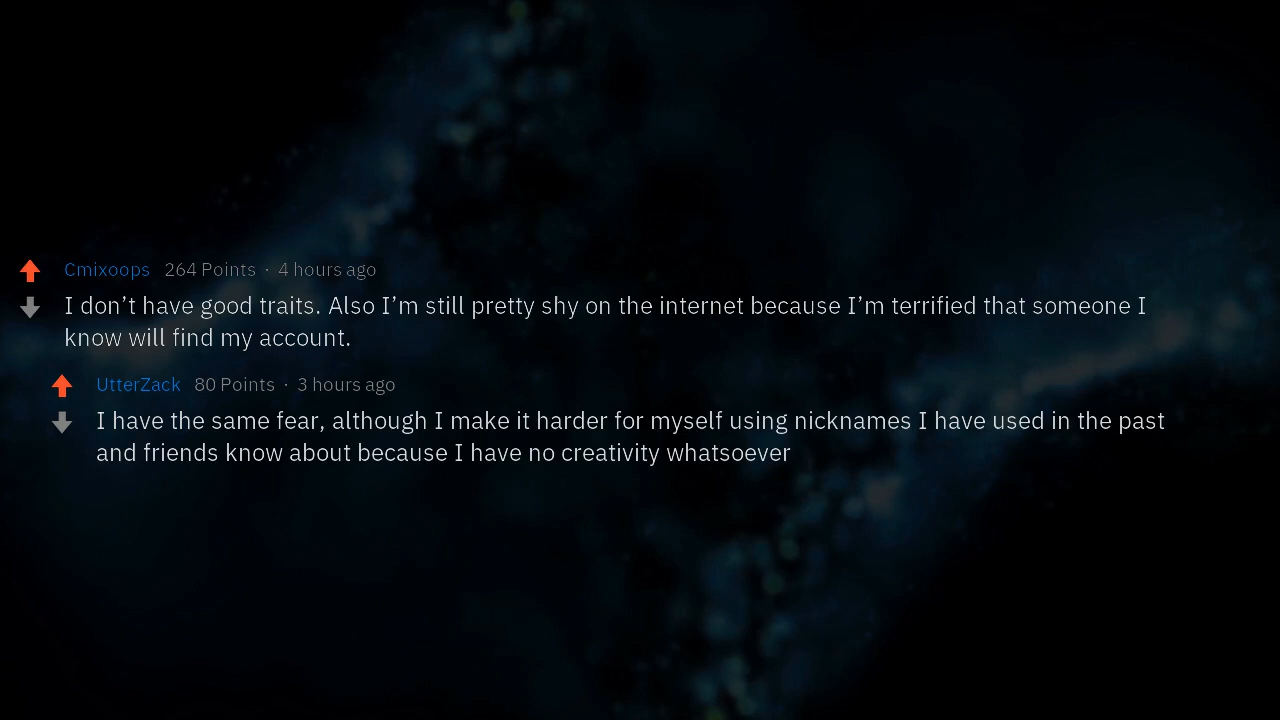 Cmixoops 264 Points · 4 hours ago
I don’t have good traits. Also I’m still pretty shy on the internet because I’m terrified that someone I
know will find my account.
UtterZack 80 Points · 3 hours ago
I have the same fear, although I make it harder for myself using nicknames I have used in the past
and friends know about because I have no creativity whatsoever